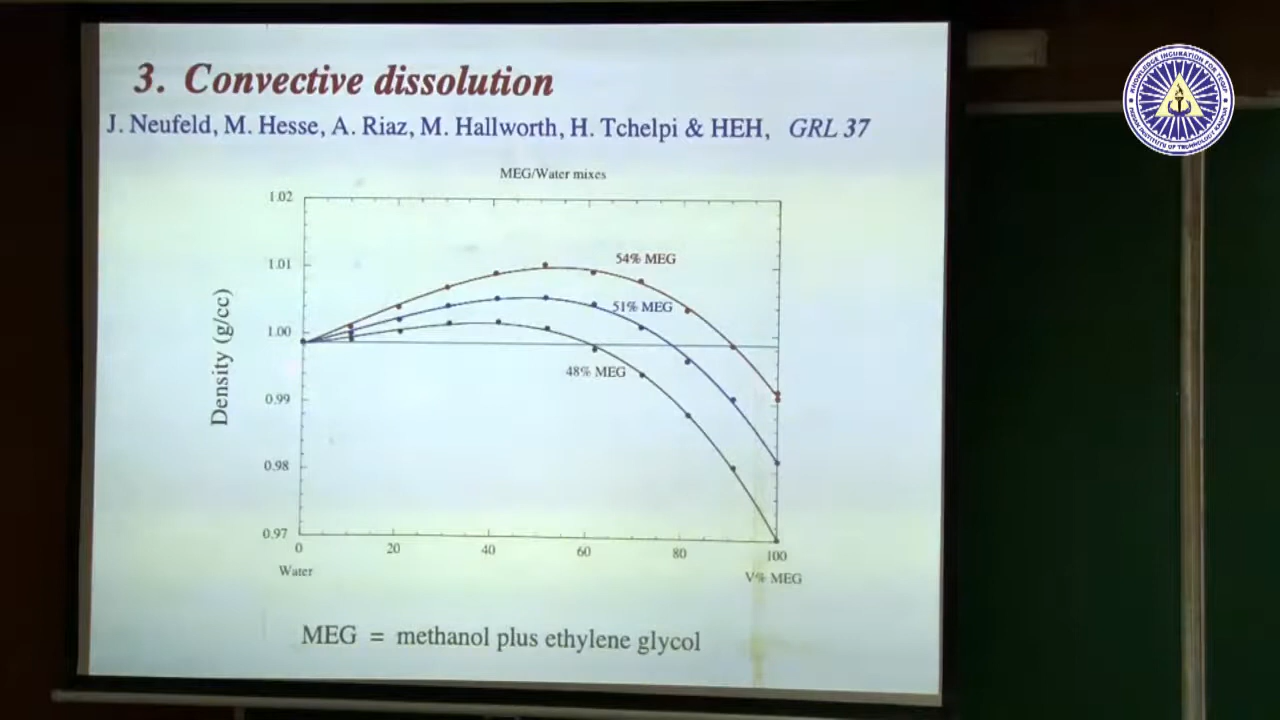 3. Convective dissolution
J. Neufeld, M. Hesse, A. Riaz, M. Hallworth, H. Tchelpi & HEH, GRL 37
MEG/Water mixes
1.02
1.01
1.00
0.99
0.98
0.97
Density (g/cc)
54% MEG
51% MEG
48% MEG
0 20 40 60 80 100
Water V% MEG
MEG = methanol plus ethylene glycol